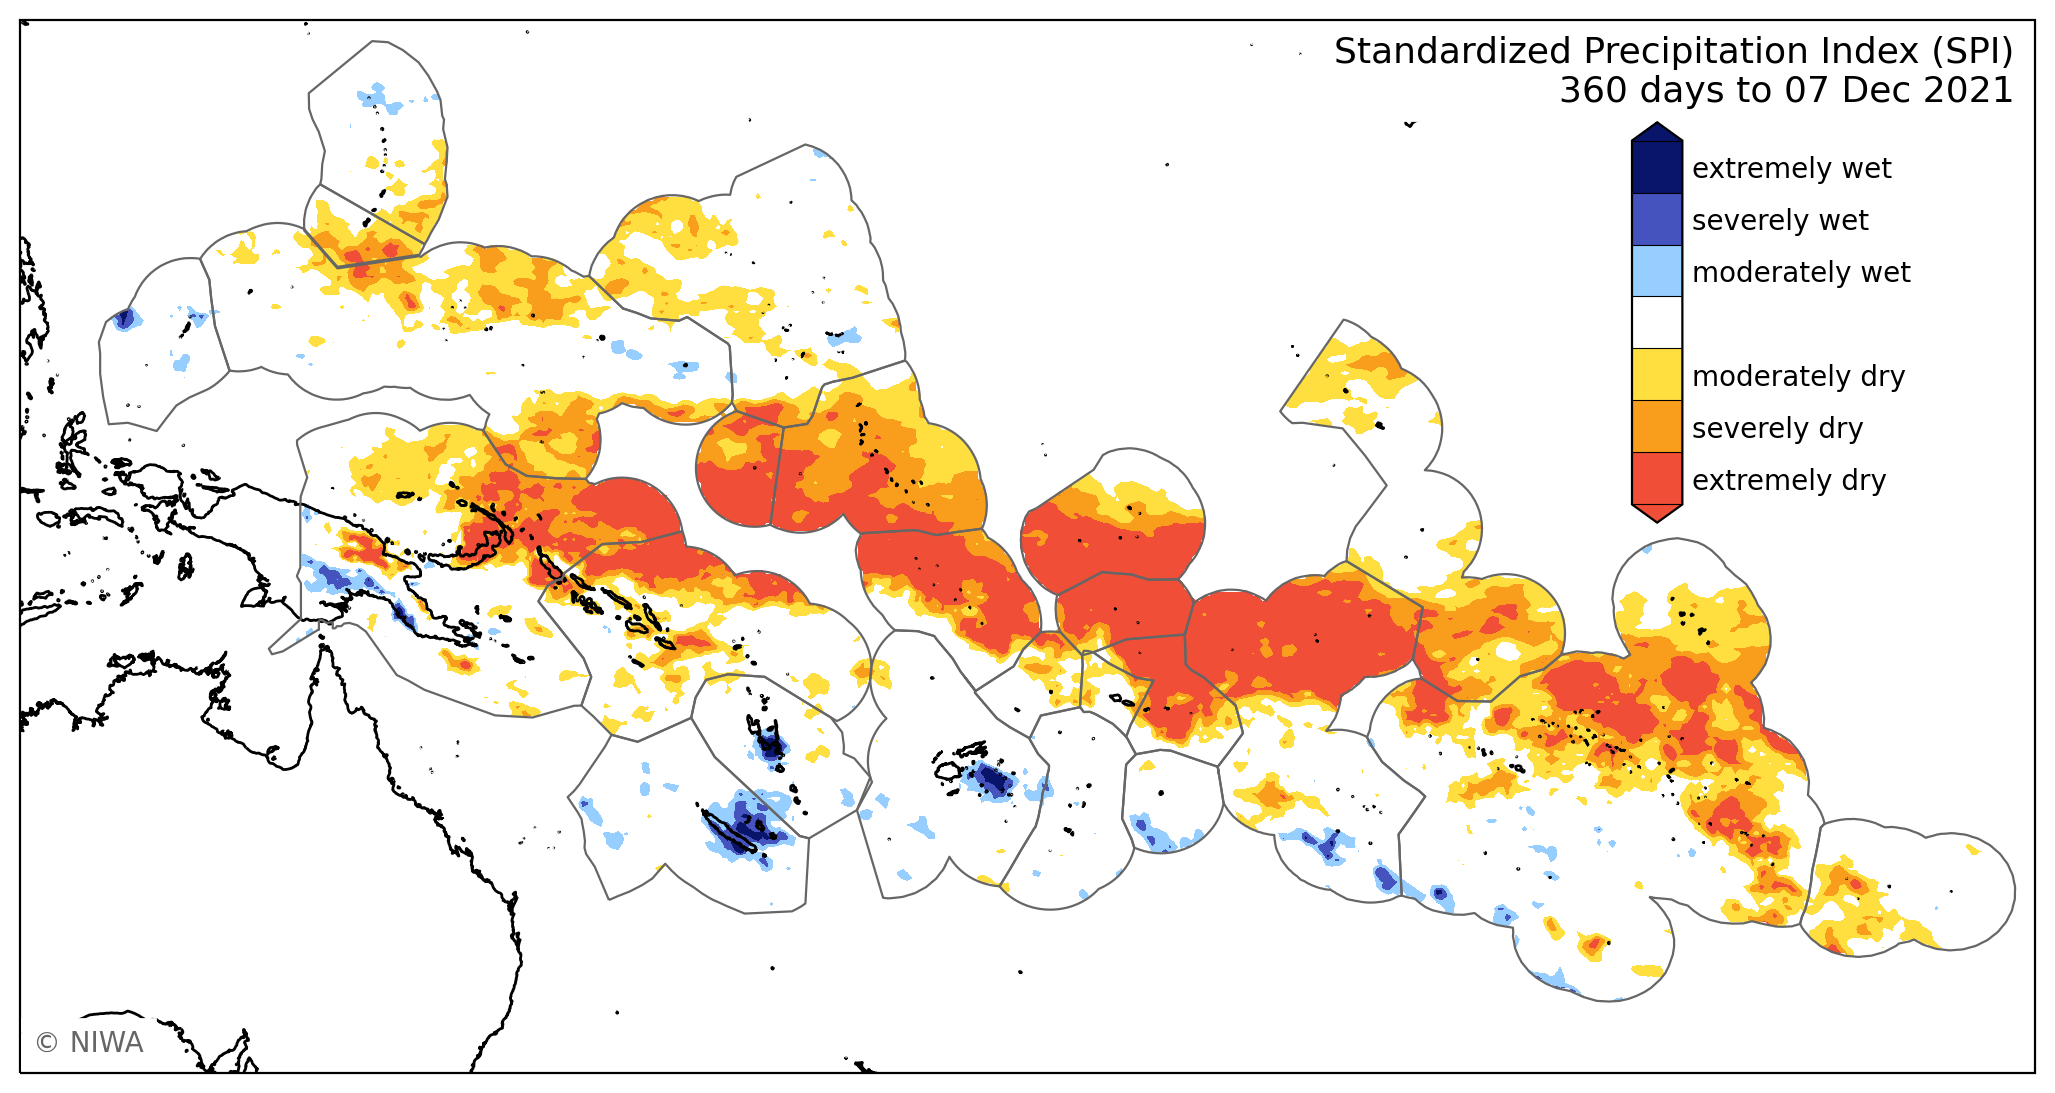 Standardized Precipitation Index (SPI)
360 days to 07 Dec 2021
extremely wet
severely wet
moderately wet
moderately dry
severely dry
extremely dry
© NIWA